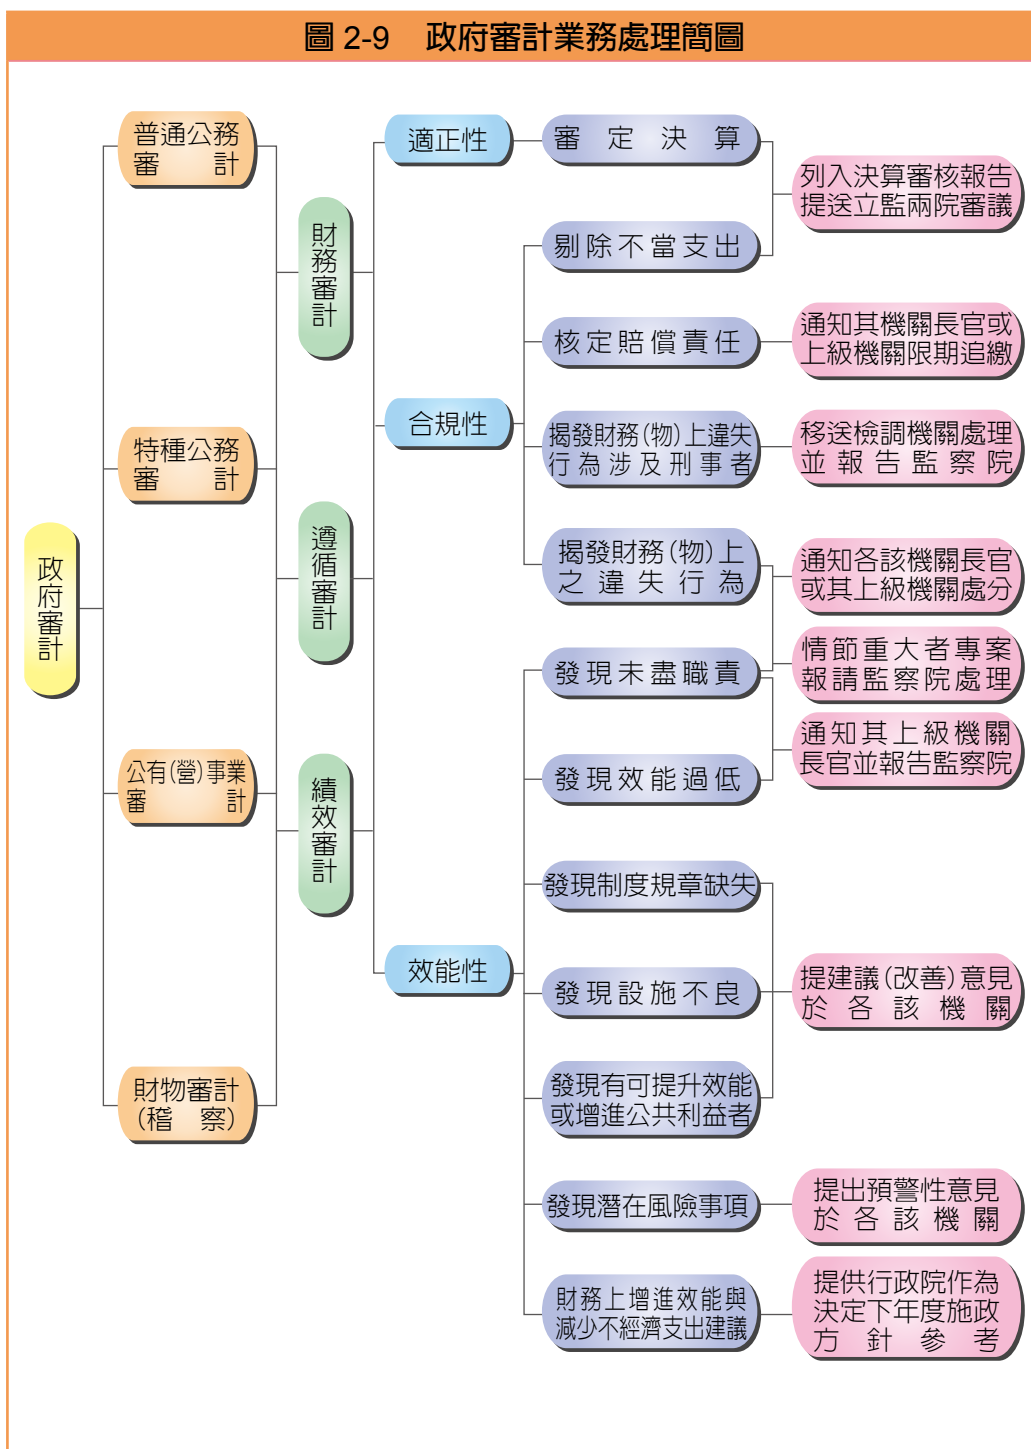 圖 2-9 政府審計業務處理簡圖
政府審計
普通公務
審計
特種公務
審計
公有(營)事業
審計
財物審計
(稽察)
財務審計
遵循審計
績效審計
適正性
合規性
效能性
審定決算
剔除不當支出
核定賠償責任
揭發財務(物)上違失
行為涉及刑事者
揭發財務(物)上
之違失行為
發現未盡職責
發現效能過低
發現制度規章缺失
發現設施不良
發現有可提升效能
或增進公共利益者
發現潛在風險事項
財務上增進效能與
減少不經濟支出建議
列入決算審核報告
提送立監兩院審議
通知其機關長官或
上級機關限期追繳
移送檢調機關處理
並報告監察院
通知各該機關長官
或其上級機關處分
情節重大者專案
報請監察院處理
通知其上級機關
長官並報告監察院
提建議(改善)意見
於各該機關
提出預警性意見
於各該機關
提供行政院作為
決定下年度施政
方針參考